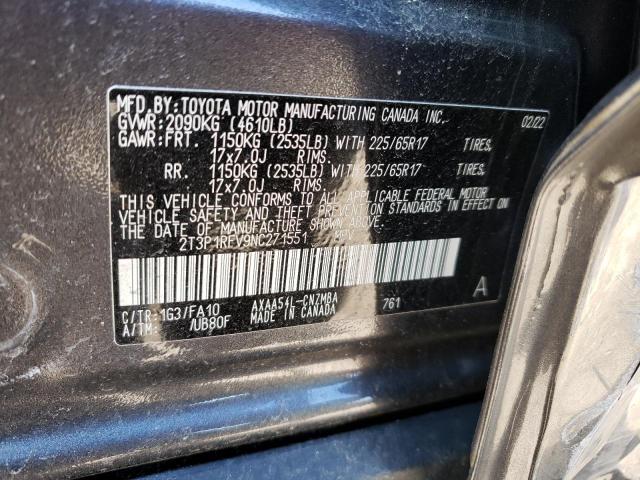 MFD. BY: TOYOTA MOTOR MANUFACTURING CANADA INC. 02/22
GVWR: 2090KG (4610LB)
GAWR: FRT. 1150KG (2535LB) WITH 225/65R17 TIRES,
17x7.0J RIMS.
RR. 1150KG (2535LB) WITH 225/65R17 TIRES,
17x7.0J RIMS.
THIS VEHICLE CONFORMS TO ALL APPLICABLE FEDERAL MOTOR
VEHICLE SAFETY AND THEFT PREVENTION STANDARDS IN EFFECT ON
THE DATE OF MANUFACTURE SHOWN ABOVE.
2T3P1RFV9NC271551 MPV
A
C/TR: 1G3/FA10 AXAA54L-CNZMBA 761
A/TM: /UB80F MADE IN CANADA